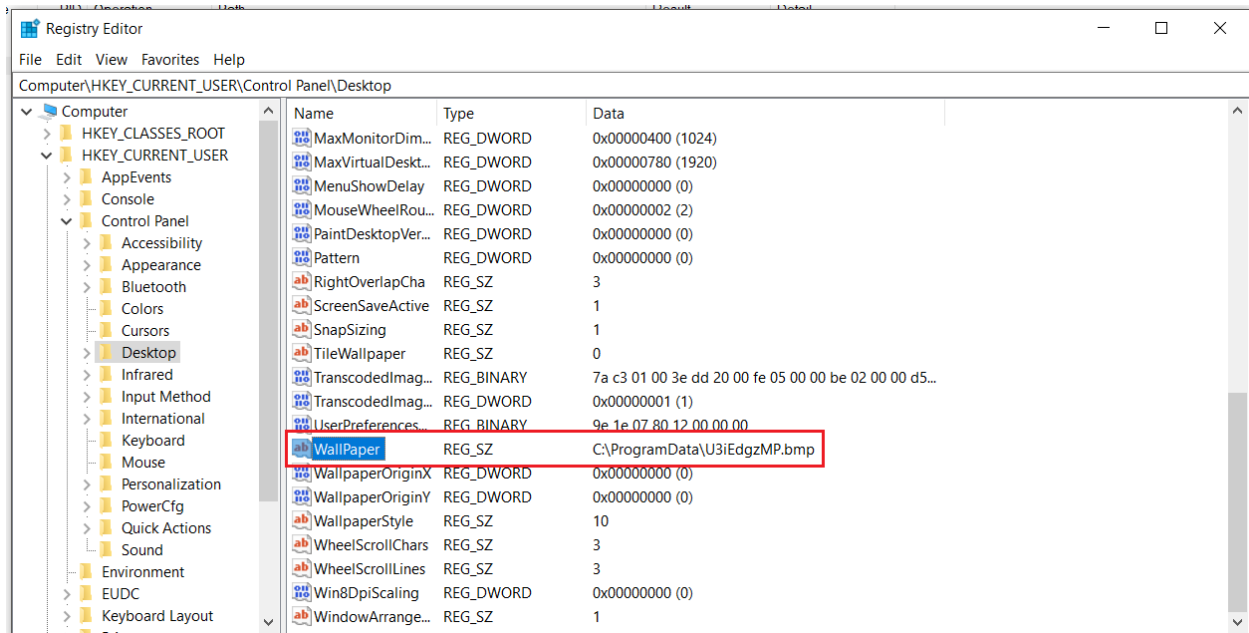 PID Operation Path Result Detail
Registry Editor
File Edit View Favorites Help
Computer\HKEY_CURRENT_USER\Control Panel\Desktop
Computer
HKEY_CLASSES_ROOT
HKEY_CURRENT_USER
AppEvents
Console
Control Panel
Accessibility
Appearance
Bluetooth
Colors
Cursors
Desktop
Infrared
Input Method
International
Keyboard
Mouse
Personalization
PowerCfg
Quick Actions
Sound
Environment
EUDC
Keyboard Layout
Name Type Data
MaxMonitorDim... REG_DWORD 0x00000400 (1024)
MaxVirtualDeskt... REG_DWORD 0x00000780 (1920)
MenuShowDelay REG_DWORD 0x00000000 (0)
MouseWheelRou... REG_DWORD 0x00000002 (2)
PaintDesktopVer... REG_DWORD 0x00000000 (0)
Pattern REG_DWORD 0x00000000 (0)
RightOverlapCha REG_SZ 3
ScreenSaveActive REG_SZ 1
SnapSizing REG_SZ 1
TileWallpaper REG_SZ 0
TranscodedImag... REG_BINARY 7a c3 01 00 3e dd 20 00 fe 05 00 00 be 02 00 00 d5...
TranscodedImag... REG_DWORD 0x00000001 (1)
UserPreferences... REG_BINARY 9e 1e 07 80 12 00 00 00
WallPaper REG_SZ C:\ProgramData\U3iEdgzMP.bmp
WallpaperOriginX REG_DWORD 0x00000000 (0)
WallpaperOriginY REG_DWORD 0x00000000 (0)
WallpaperStyle REG_SZ 10
WheelScrollChars REG_SZ 3
WheelScrollLines REG_SZ 3
Win8DpiScaling REG_DWORD 0x00000000 (0)
WindowArrange... REG_SZ 1